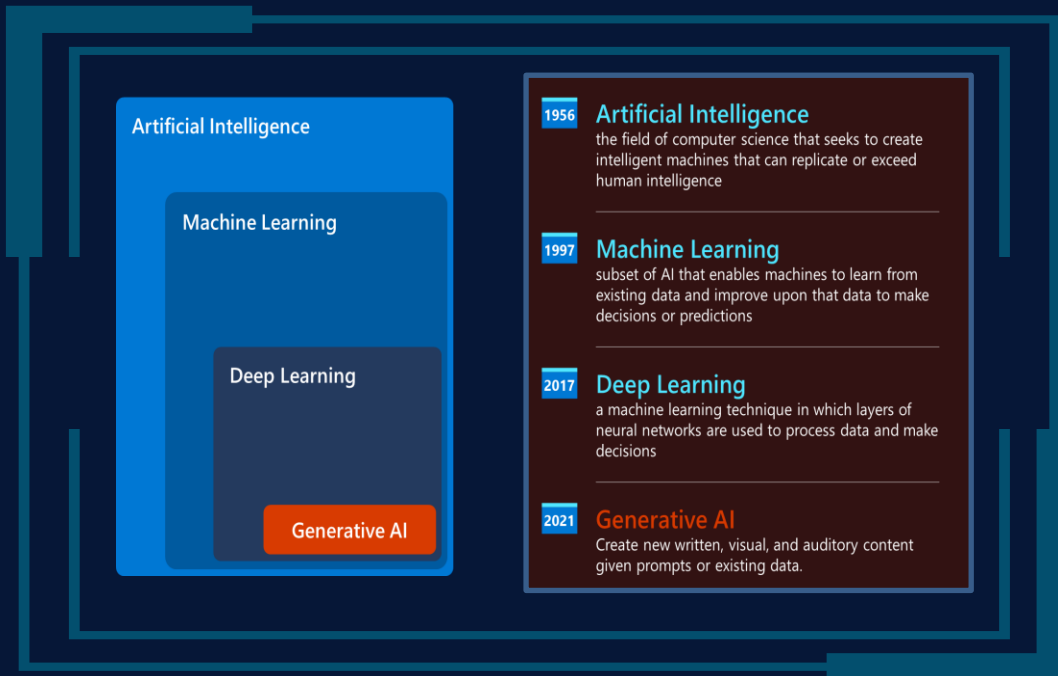 Artificial Intelligence
Machine Learning
Deep Learning
Generative AI
1956
Artificial Intelligence
the field of computer science that seeks to create
intelligent machines that can replicate or exceed
human intelligence
1997
Machine Learning
subset of AI that enables machines to learn from
existing data and improve upon that data to make
decisions or predictions
2017
Deep Learning
a machine learning technique in which layers of
neural networks are used to process data and make
decisions
2021
Generative AI
Create new written, visual, and auditory content
given prompts or existing data.